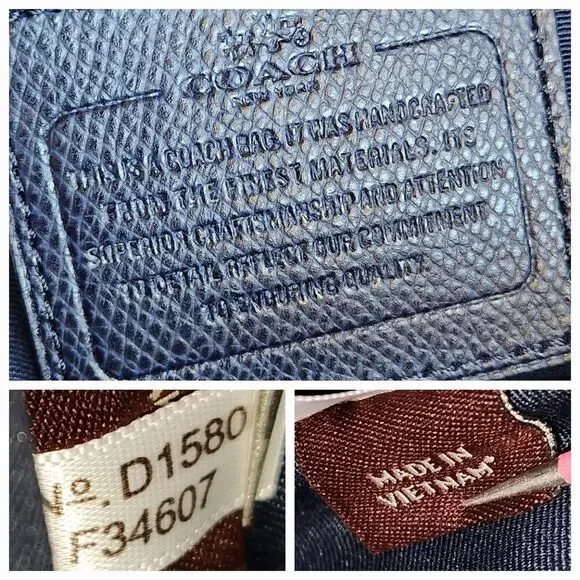 COACH
NEW YORK
THIS IS A COACH BAG. IT WAS HANDCRAFTED
FROM THE FINEST MATERIALS. ITS
SUPERIOR CRAFTSMANSHIP AND ATTENTION
TO DETAIL REFLECT OUR COMMITMENT
TO ENDURING QUALITY.
No. D1580
F34607
MADE IN
VIETNAM